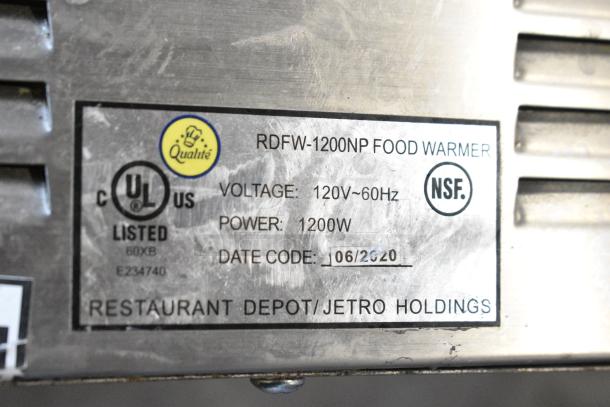 Qualité
RDFW-1200NP FOOD WARMER
C UL US
LISTED
60XB
E234740
VOLTAGE: 120V~60Hz
NSF.
POWER: 1200W
DATE CODE: 06/2020
RESTAURANT DEPOT/JETRO HOLDINGS